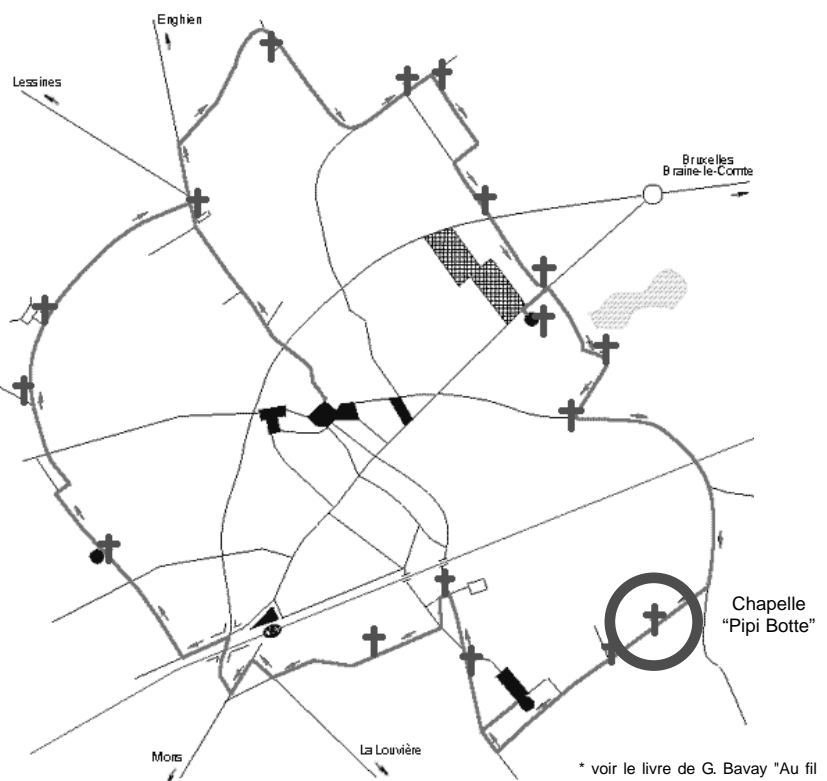 Enghien
Lessines
Bruxelles
Braine-le-Comte
Chapelle
“Pipi Botte”
La Louvière
Mons
* voir le livre de G. Bavay "Au fil